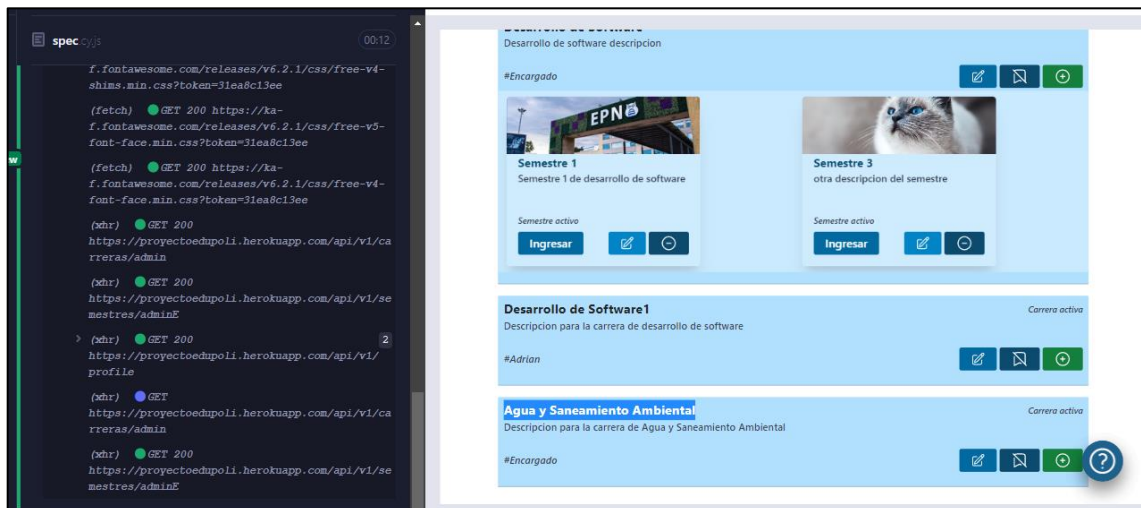 spec.cy.js
00:12
f.fontawesome.com/releases/v6.2.1/css/free-v4-
shims.min.css?token=31ea8c13ee
(fetch) GET 200 https://ka-
f.fontawesome.com/releases/v6.2.1/css/free-v5-
font-face.min.css?token=31ea8c13ee
(fetch) GET 200 https://ka-
f.fontawesome.com/releases/v6.2.1/css/free-v4-
font-face.min.css?token=31ea8c13ee
(xhr) GET 200
https://proyectoedupoli.herokuapp.com/api/v1/ca
rreras/admin
(xhr) GET 200
https://proyectoedupoli.herokuapp.com/api/v1/se
mestres/adminE
(xhr) GET 200 2
https://proyectoedupoli.herokuapp.com/api/v1/
profile
(xhr) GET
https://proyectoedupoli.herokuapp.com/api/v1/ca
rreras/admin
(xhr) GET 200
https://proyectoedupoli.herokuapp.com/api/v1/se
mestres/adminE
Desarrollo de Software
Desarrollo de software descripcion
#Encargado
EPN
Semestre 1
Semestre 1 de desarrollo de software
Semestre activo
Ingresar
Semestre 3
otra descripcion del semestre
Semestre activo
Ingresar
Desarrollo de Software1
Carrera activa
Descripcion para la carrera de desarrollo de software
#Adrian
Agua y Saneamiento Ambiental
Carrera activa
Descripcion para la carrera de Agua y Saneamiento Ambiental
#Encargado